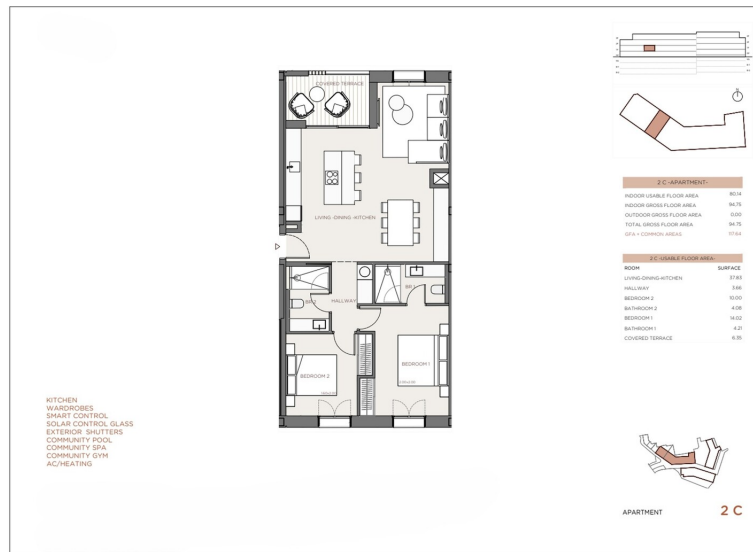 COVERED TERRACE
LIVING -DINING -KITCHEN
HALLWAY
BR.2
BR.1
BEDROOM 1
BEDROOM 2
KITCHEN
WARDROBES
SMART CONTROL
SOLAR CONTROL GLASS
EXTERIOR SHUTTERS
COMMUNITY POOL
COMMUNITY SPA
COMMUNITY GYM
AC/HEATING
N
2 C -APARTMENT-
INDOOR USABLE FLOOR AREA 80.14
INDOOR GROSS FLOOR AREA 94.75
OUTDOOR GROSS FLOOR AREA 0.00
TOTAL GROSS FLOOR AREA 94.75
GFA + COMMON AREAS 117.64
2 C -USABLE FLOOR AREA-
ROOM SURFACE
LIVING-DINING-KITCHEN 37.83
HALLWAY 3.66
BEDROOM 2 10.00
BATHROOM 2 4.08
BEDROOM 1 14.02
BATHROOM 1 4.21
COVERED TERRACE 6.35
APARTMENT 2 C